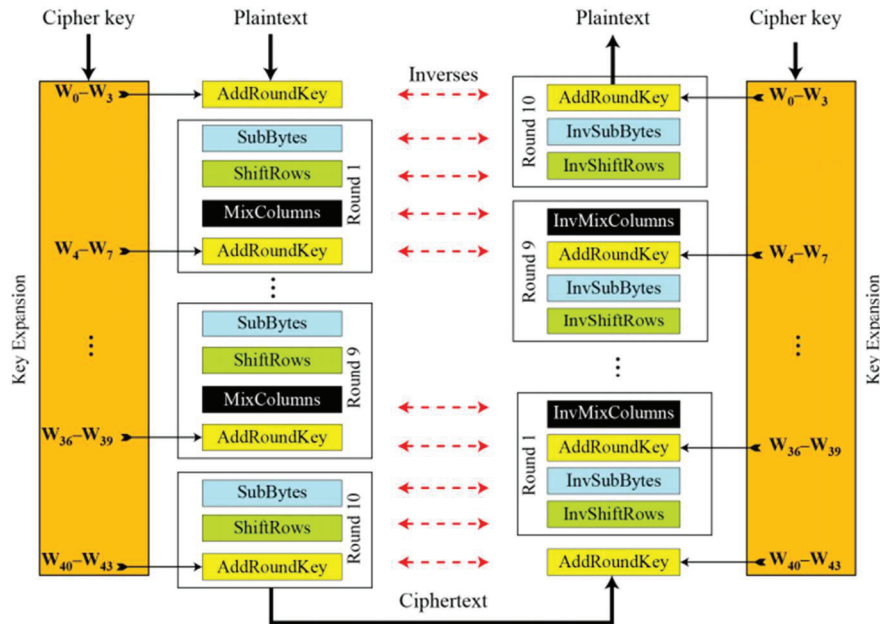 Cipher key
Plaintext
Plaintext
Cipher key
Inverses
W0–W3
AddRoundKey
AddRoundKey
W0–W3
SubBytes
InvSubBytes
ShiftRows
InvShiftRows
Round 1
Round 10
MixColumns
InvMixColumns
W4–W7
AddRoundKey
AddRoundKey
W4–W7
InvSubBytes
Round 9
⋮
SubBytes
InvShiftRows
Key Expansion
⋮
ShiftRows
⋮
⋮
Key Expansion
Round 9
MixColumns
InvMixColumns
W36–W39
AddRoundKey
AddRoundKey
W36–W39
Round 1
SubBytes
InvSubBytes
ShiftRows
InvShiftRows
Round 10
W40–W43
AddRoundKey
AddRoundKey
W40–W43
Ciphertext